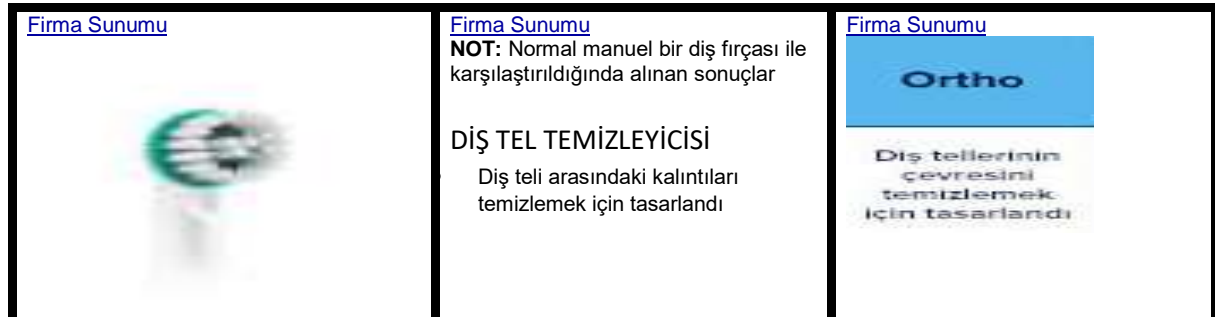 Firma Sunumu
Firma Sunumu
NOT: Normal manuel bir diş fırçası ile
karşılaştırıldığında alınan sonuçlar
DİŞ TEL TEMİZLEYİCİSİ
Diş teli arasındaki kalıntıları
temizlemek için tasarlandı
Firma Sunumu
Ortho
Diş tellerinin
çevresini
temizlemek
için tasarlandı